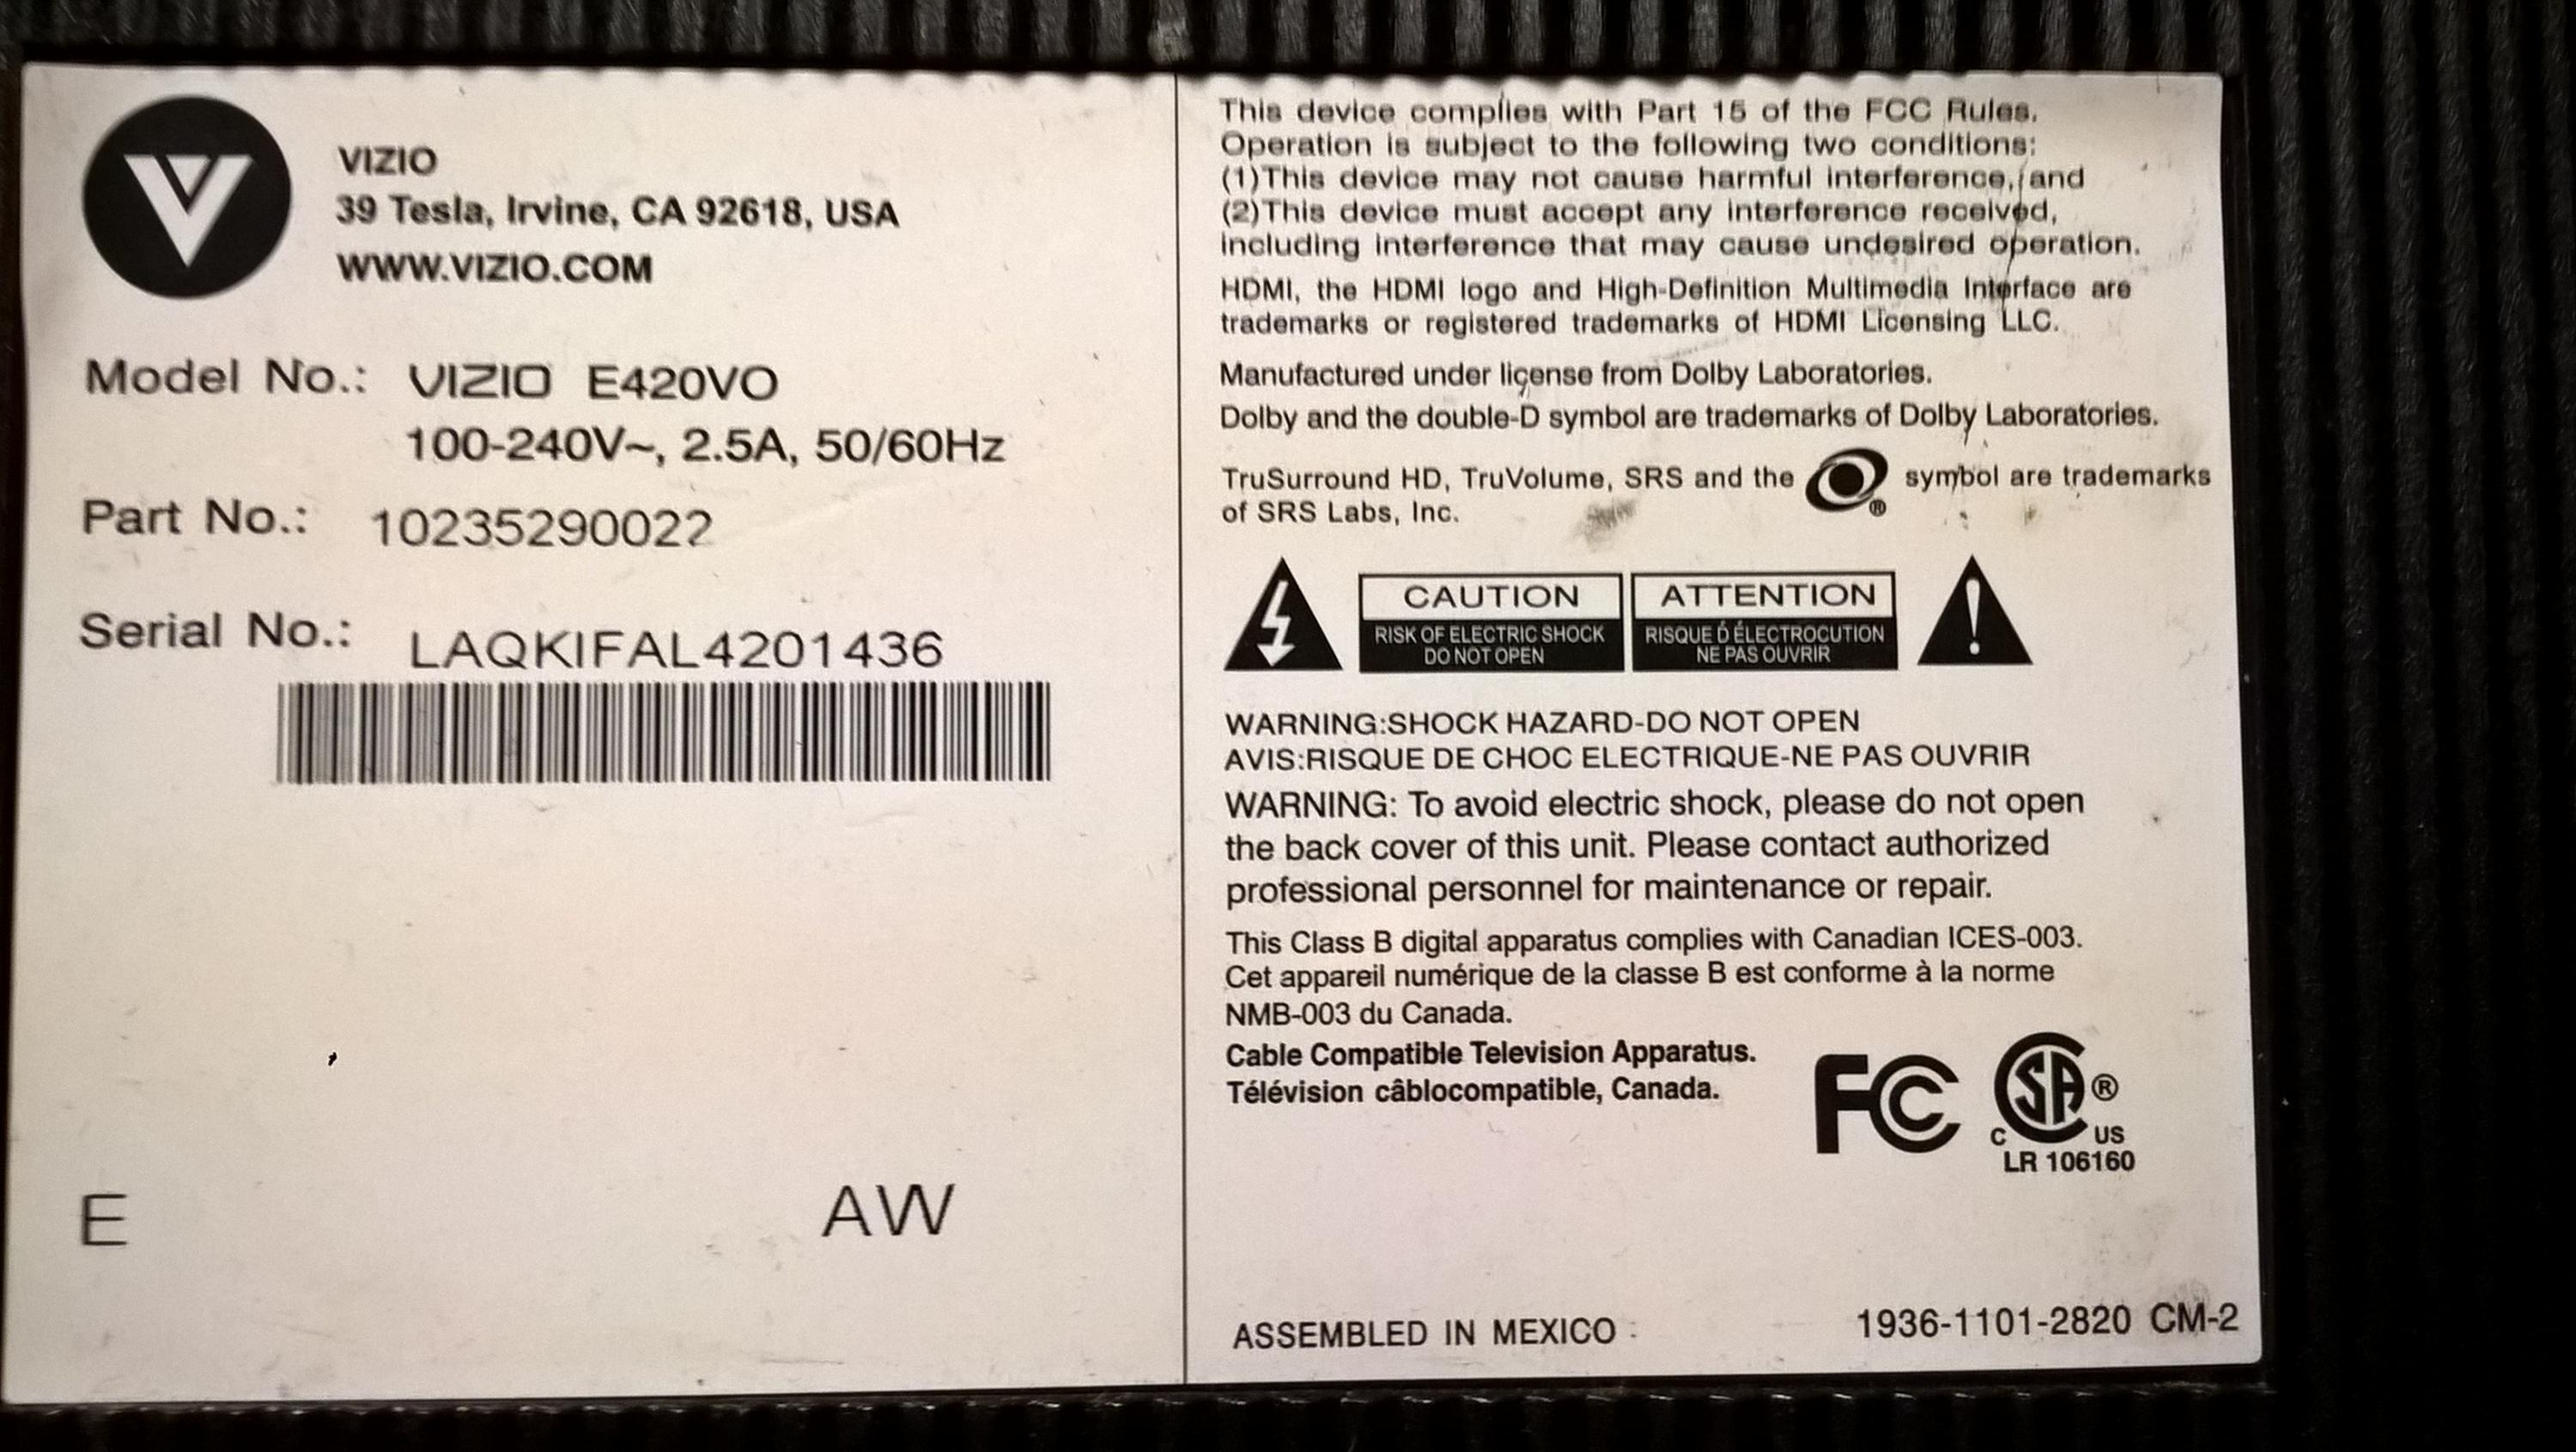 VIZIO
39 Tesla, Irvine, CA 92618, USA
WWW.VIZIO.COM
Model No.: VIZIO E420VO
100-240V~, 2.5A, 50/60Hz
Part No.: 10235290022
Serial No.: LAQKIFAL4201436
E AW
This device complies with Part 15 of the FCC Rules.
Operation is subject to the following two conditions:
(1)This device may not cause harmful interference, and
(2)This device must accept any interference received,
including interference that may cause undesired operation.
HDMI, the HDMI logo and High-Definition Multimedia Interface are
trademarks or registered trademarks of HDMI Licensing LLC.
Manufactured under license from Dolby Laboratories.
Dolby and the double-D symbol are trademarks of Dolby Laboratories.
TruSurround HD, TruVolume, SRS and the ® symbol are trademarks
of SRS Labs, Inc.
CAUTION
RISK OF ELECTRIC SHOCK
DO NOT OPEN
ATTENTION
RISQUE D́ ÉLECTROCUTION
NE PAS OUVRIR
WARNING:SHOCK HAZARD-DO NOT OPEN
AVIS:RISQUE DE CHOC ELECTRIQUE-NE PAS OUVRIR
WARNING: To avoid electric shock, please do not open
the back cover of this unit. Please contact authorized
professional personnel for maintenance or repair.
This Class B digital apparatus complies with Canadian ICES-003.
Cet appareil numérique de la classe B est conforme à la norme
NMB-003 du Canada.
Cable Compatible Television Apparatus.
Télévision câblocompatible, Canada.
FC
C SA ® US
LR 106160
ASSEMBLED IN MEXICO
1936-1101-2820 CM-2